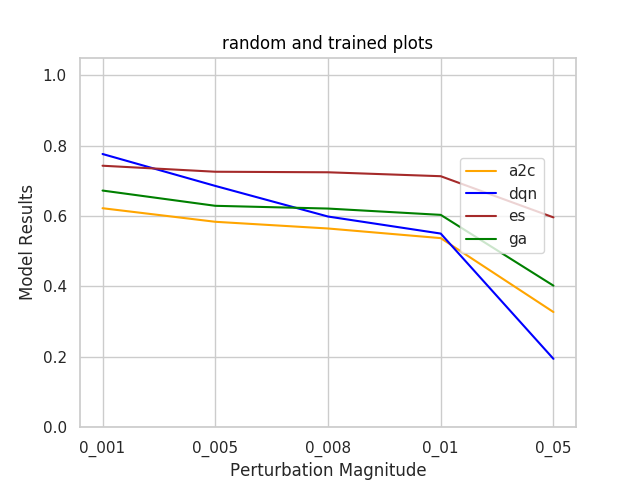 random and trained plots
1.0
0.8
0.6
0.4
0.2
0.0
Model Results
a2c
dqn
es
ga
0_001 0_005 0_008 0_01 0_05
Perturbation Magnitude